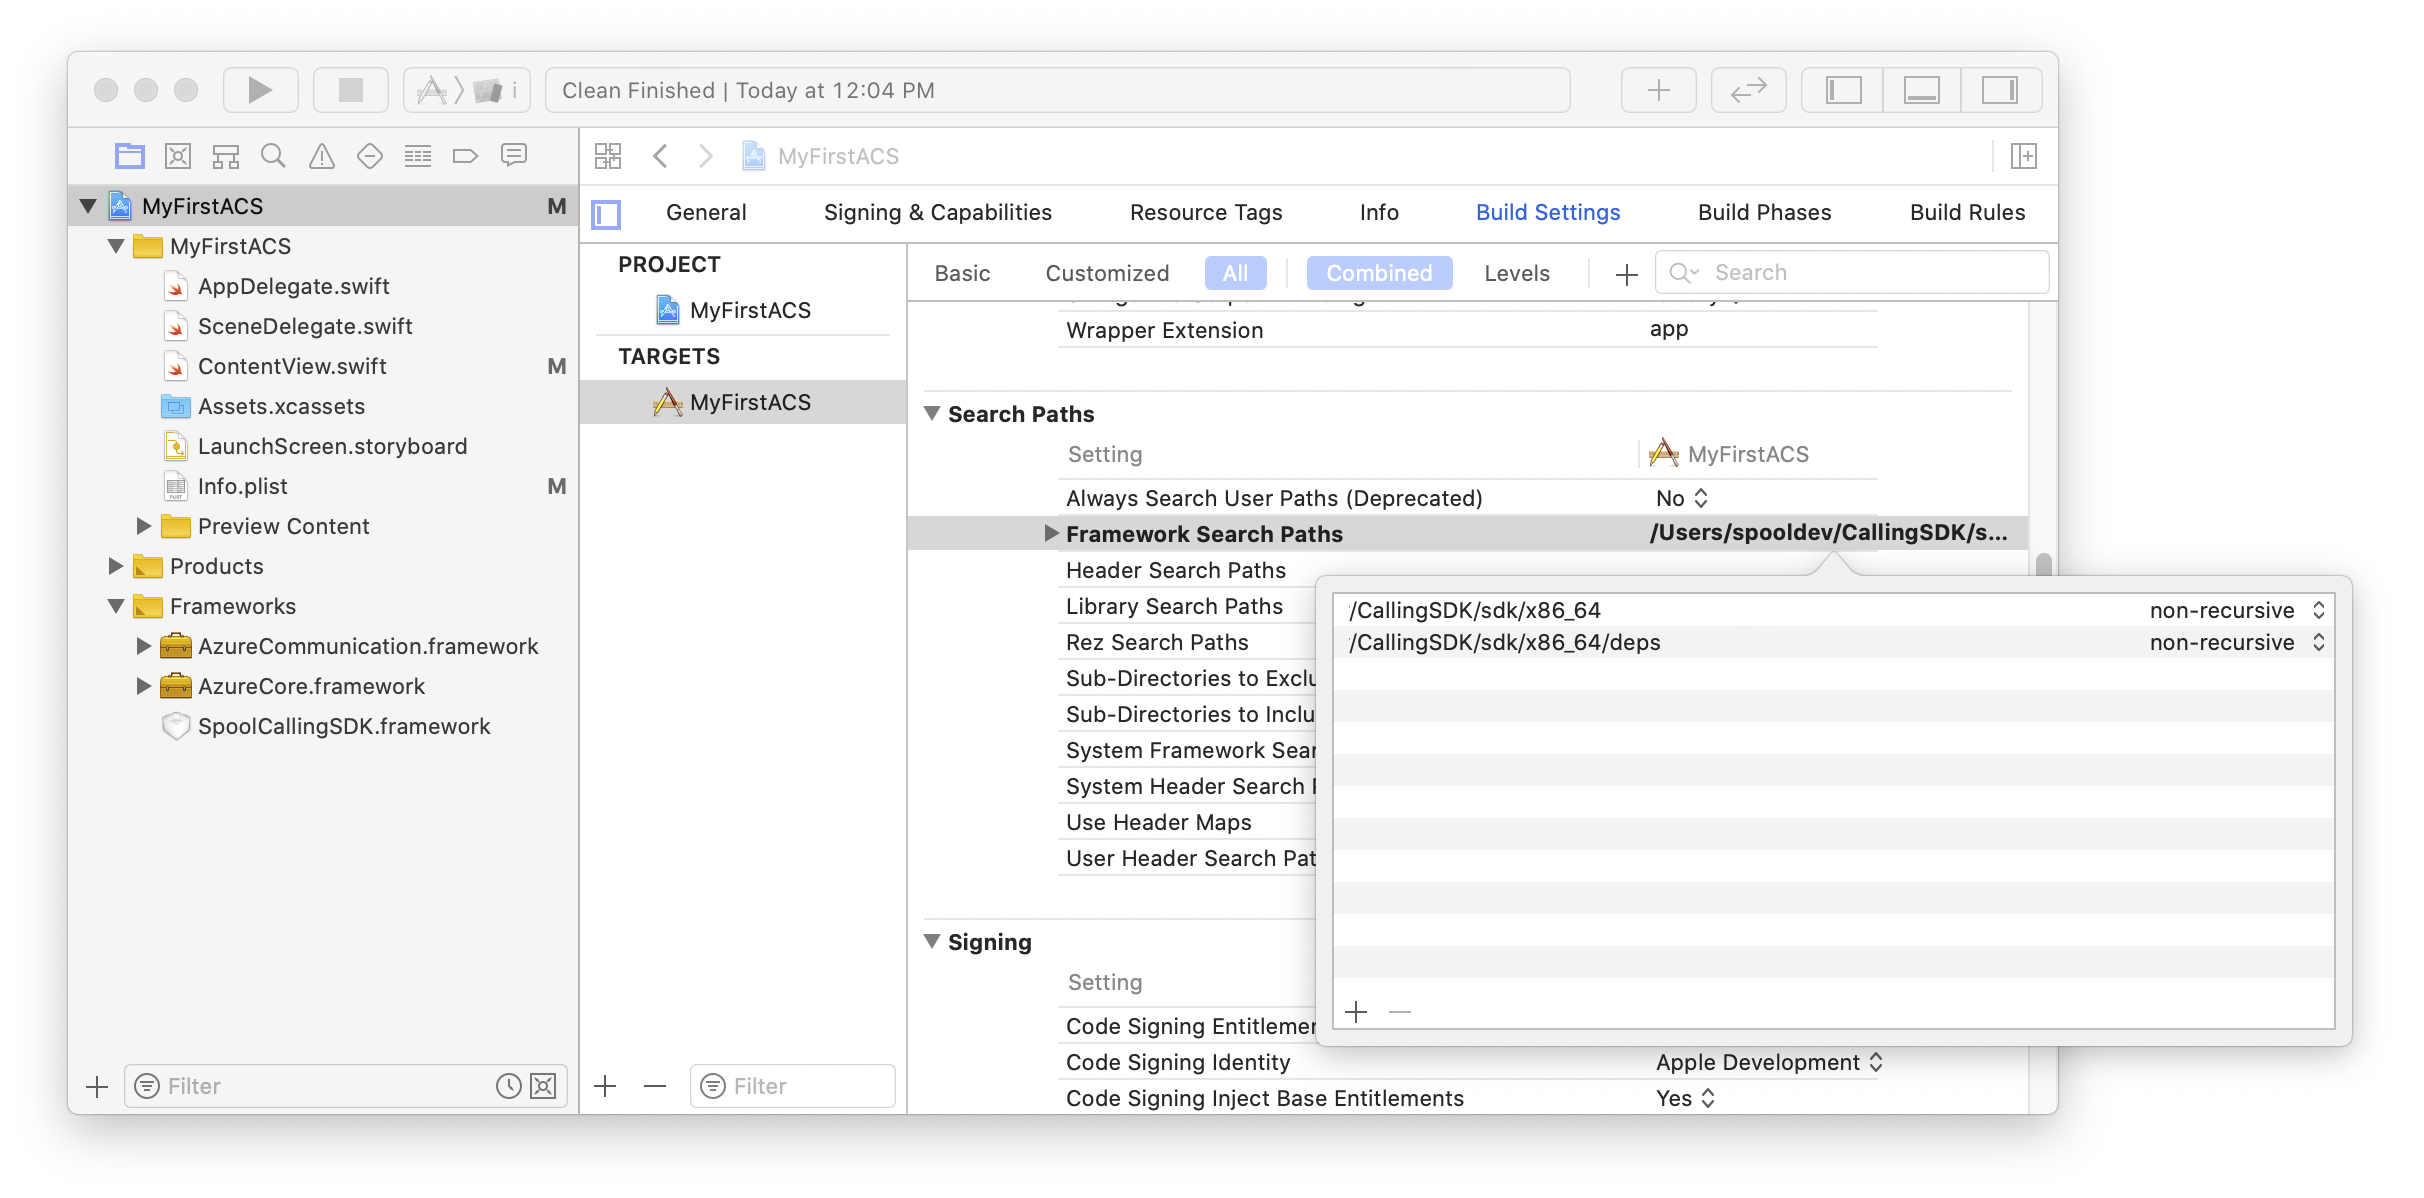 Clean Finished | Today at 12:04 PM
MyFirstACS
MyFirstACS M
MyFirstACS
AppDelegate.swift
SceneDelegate.swift
ContentView.swift M
Assets.xcassets
LaunchScreen.storyboard
Info.plist M
Preview Content
Products
Frameworks
AzureCommunication.framework
AzureCore.framework
SpoolCallingSDK.framework
Filter
General Signing & Capabilities Resource Tags Info Build Settings Build Phases Build Rules
PROJECT
MyFirstACS
TARGETS
MyFirstACS
Filter
Basic Customized All Combined Levels Search
Wrapper Extension app
Search Paths
Setting MyFirstACS
Always Search User Paths (Deprecated) No
Framework Search Paths /Users/spooldev/CallingSDK/s...
Header Search Paths
Library Search Paths
Rez Search Paths
Sub-Directories to Exclu
Sub-Directories to Inclu
System Framework Sear
System Header Search
Use Header Maps
User Header Search Pat
/CallingSDK/sdk/x86_64 non-recursive
/CallingSDK/sdk/x86_64/deps non-recursive
Signing
Setting
Code Signing Entitlemen
Code Signing Identity Apple Development
Code Signing Inject Base Entitlements Yes